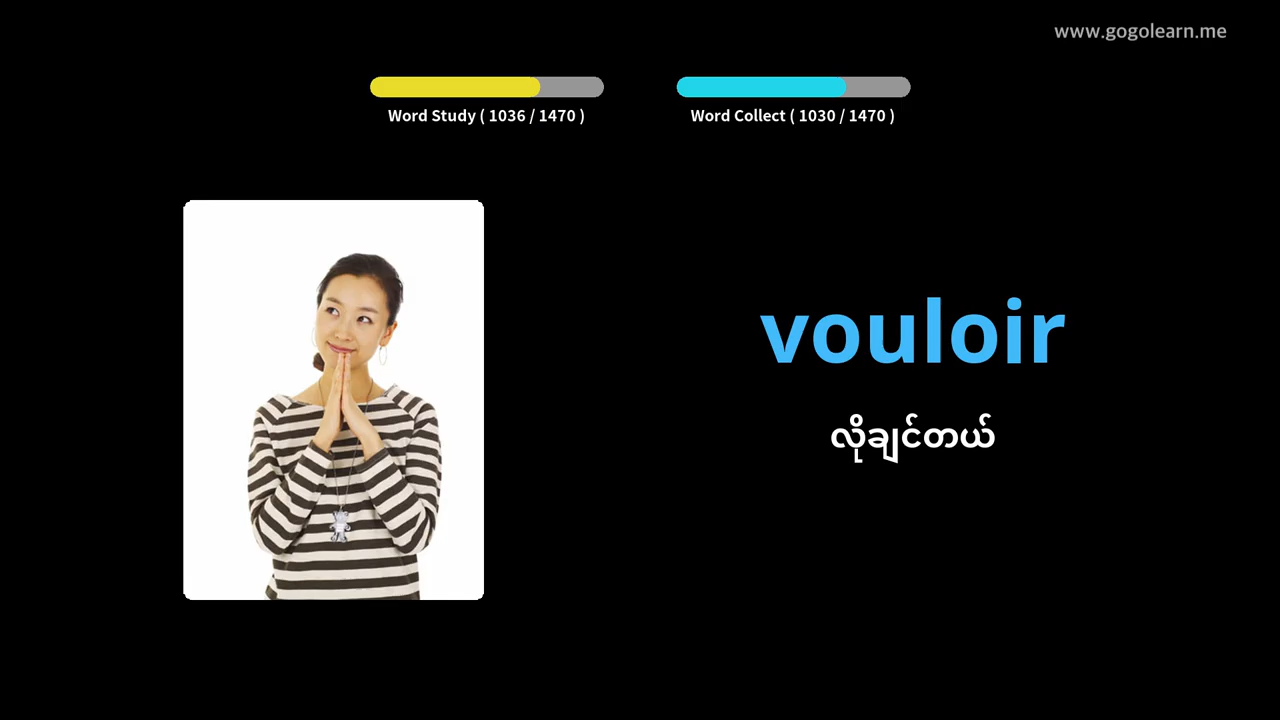 www.gogolearn.me
Word Study ( 1036 / 1470 )
Word Collect ( 1030 / 1470 )
vouloir
လိုချင်တယ်